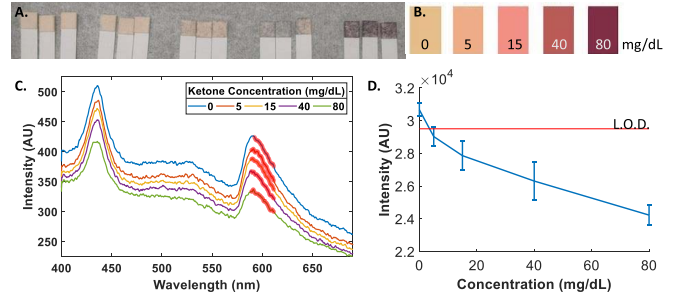 A.
B.
0 5 15 40 80 mg/dL
C.
Ketone Concentration (mg/dL)
0 5 15 40 80
500
450
400
350
300
250
Intensity (AU)
400 450 500 550 600 650
Wavelength (nm)
D.
×10⁴
3.2
3
2.8
2.6
2.4
2.2
Intensity (AU)
L.O.D.
0 20 40 60 80
Concentration (mg/dL)